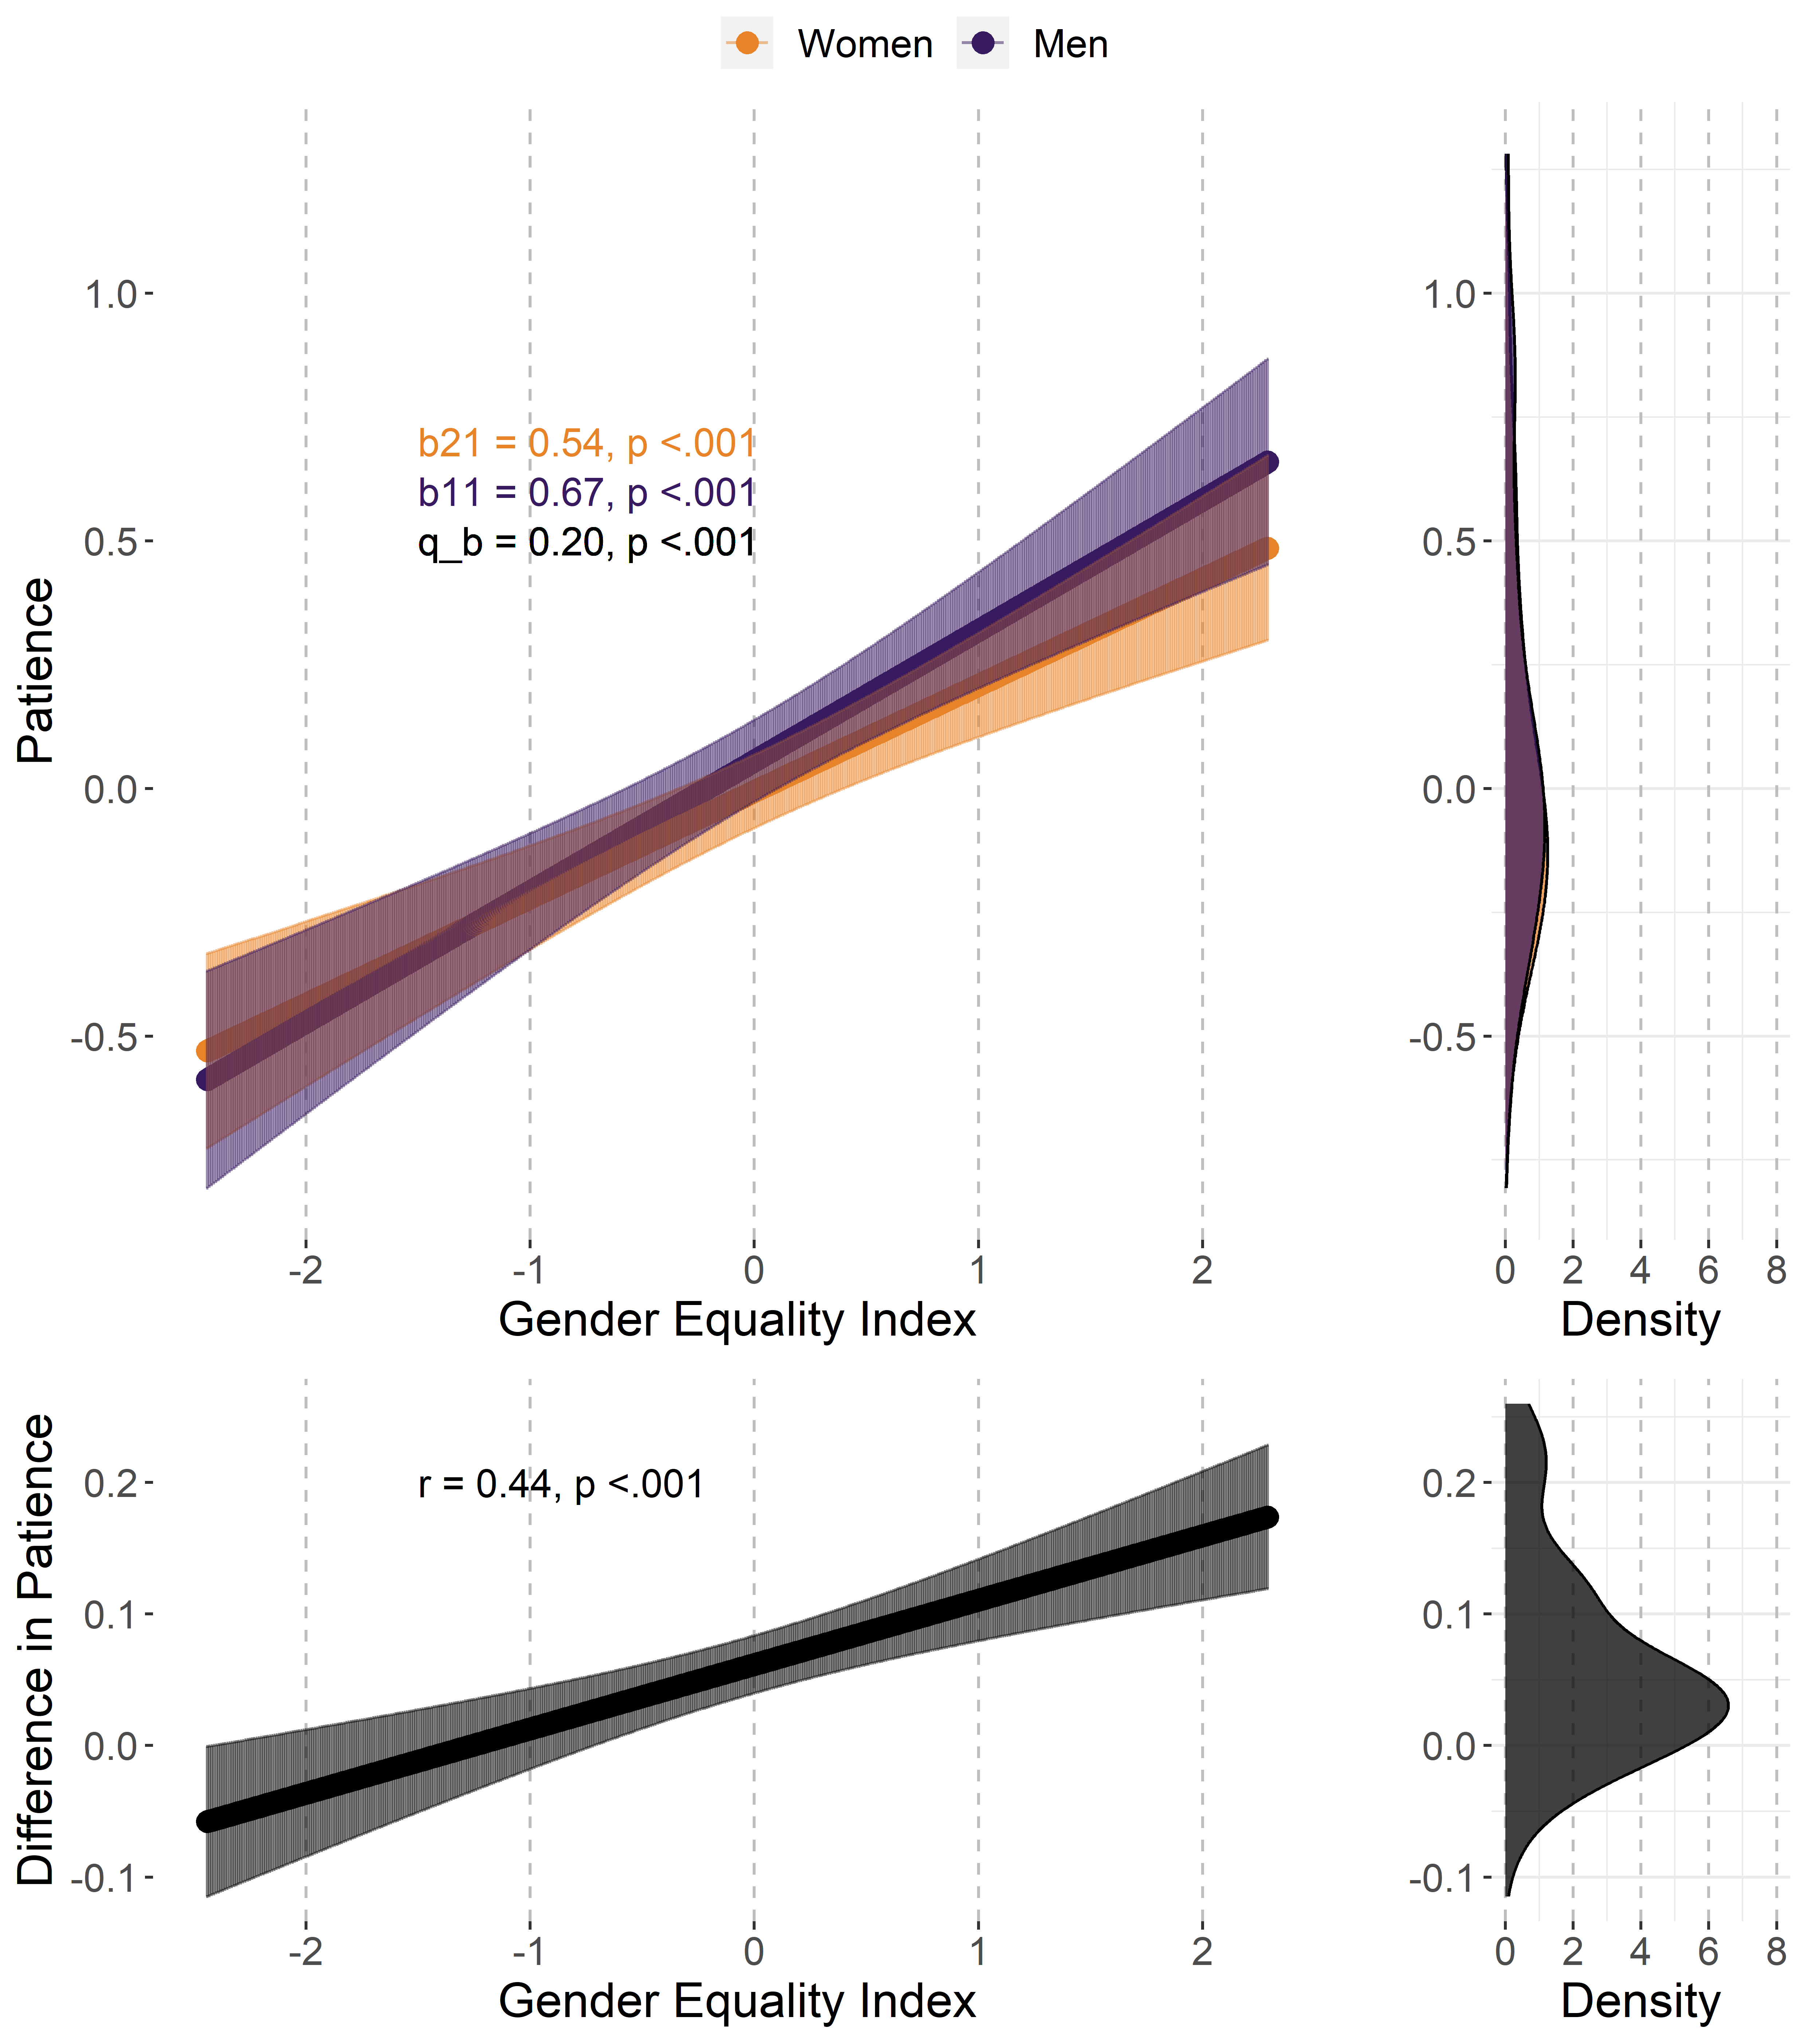 Women Men
b21 = 0.54, p <.001
b11 = 0.67, p <.001
q_b = 0.20, p <.001
Patience
1.0
0.5
0.0
-0.5
-2 -1 0 1 2
Gender Equality Index
1.0
0.5
0.0
-0.5
0 2 4 6 8
Density
r = 0.44, p <.001
Difference in Patience
0.2
0.1
0.0
-0.1
-2 -1 0 1 2
Gender Equality Index
0.2
0.1
0.0
-0.1
0 2 4 6 8
Density